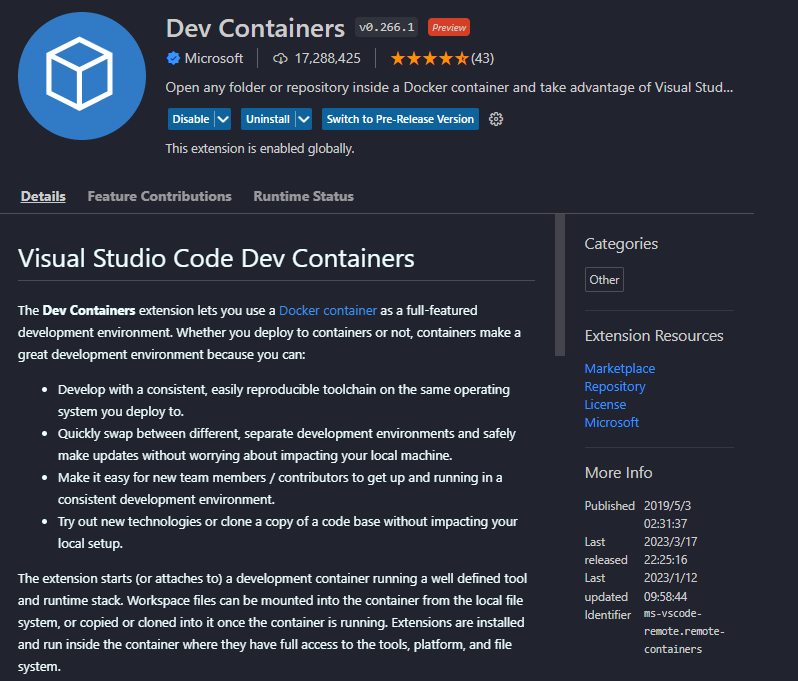 Dev Containers v0.266.1 Preview
Microsoft 17,288,425 (43)
Open any folder or repository inside a Docker container and take advantage of Visual Stud...
Disable Uninstall Switch to Pre-Release Version
This extension is enabled globally.
Details Feature Contributions Runtime Status
Visual Studio Code Dev Containers
The Dev Containers extension lets you use a Docker container as a full-featured
development environment. Whether you deploy to containers or not, containers make a
great development environment because you can:
• Develop with a consistent, easily reproducible toolchain on the same operating
system you deploy to.
• Quickly swap between different, separate development environments and safely
make updates without worrying about impacting your local machine.
• Make it easy for new team members / contributors to get up and running in a
consistent development environment.
• Try out new technologies or clone a copy of a code base without impacting your
local setup.
The extension starts (or attaches to) a development container running a well defined tool
and runtime stack. Workspace files can be mounted into the container from the local file
system, or copied or cloned into it once the container is running. Extensions are installed
and run inside the container where they have full access to the tools, platform, and file
system.
Categories
Other
Extension Resources
Marketplace
Repository
License
Microsoft
More Info
Published 2019/5/3
02:31:37
Last 2023/3/17
released 22:25:16
Last 2023/1/12
updated 09:58:44
Identifier ms-vscode-
remote.remote-
containers